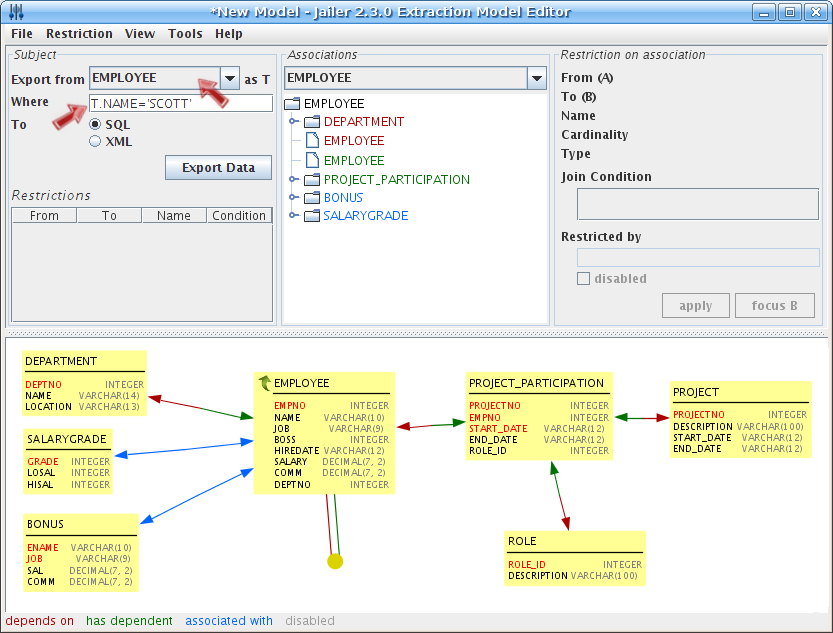 *New Model - Jailer 2.3.0 Extraction Model Editor
File Restriction View Tools Help
Subject
Export from EMPLOYEE as T
Where T.NAME='SCOTT'
To SQL
XML
Export Data
Restrictions
From To Name Condition
Associations
EMPLOYEE
EMPLOYEE
DEPARTMENT
EMPLOYEE
EMPLOYEE
PROJECT_PARTICIPATION
BONUS
SALARYGRADE
Restriction on association
From (A)
To (B)
Name
Cardinality
Type
Join Condition
Restricted by
disabled
apply focus B
DEPARTMENT
DEPTNO INTEGER
NAME VARCHAR(14)
LOCATION VARCHAR(13)
SALARYGRADE
GRADE INTEGER
LOSAL INTEGER
HISAL INTEGER
BONUS
ENAME VARCHAR(10)
JOB VARCHAR(9)
SAL DECIMAL(7, 2)
COMM DECIMAL(7, 2)
EMPLOYEE
EMPNO INTEGER
NAME VARCHAR(10)
JOB VARCHAR(9)
BOSS INTEGER
HIREDATE VARCHAR(12)
SALARY DECIMAL(7, 2)
COMM DECIMAL(7, 2)
DEPTNO INTEGER
PROJECT_PARTICIPATION
PROJECTNO INTEGER
EMPNO INTEGER
START_DATE VARCHAR(12)
END_DATE VARCHAR(12)
ROLE_ID INTEGER
PROJECT
PROJECTNO INTEGER
DESCRIPTION VARCHAR(100)
START_DATE VARCHAR(12)
END_DATE VARCHAR(12)
ROLE
ROLE_ID INTEGER
DESCRIPTION VARCHAR(100)
depends on has dependent associated with disabled